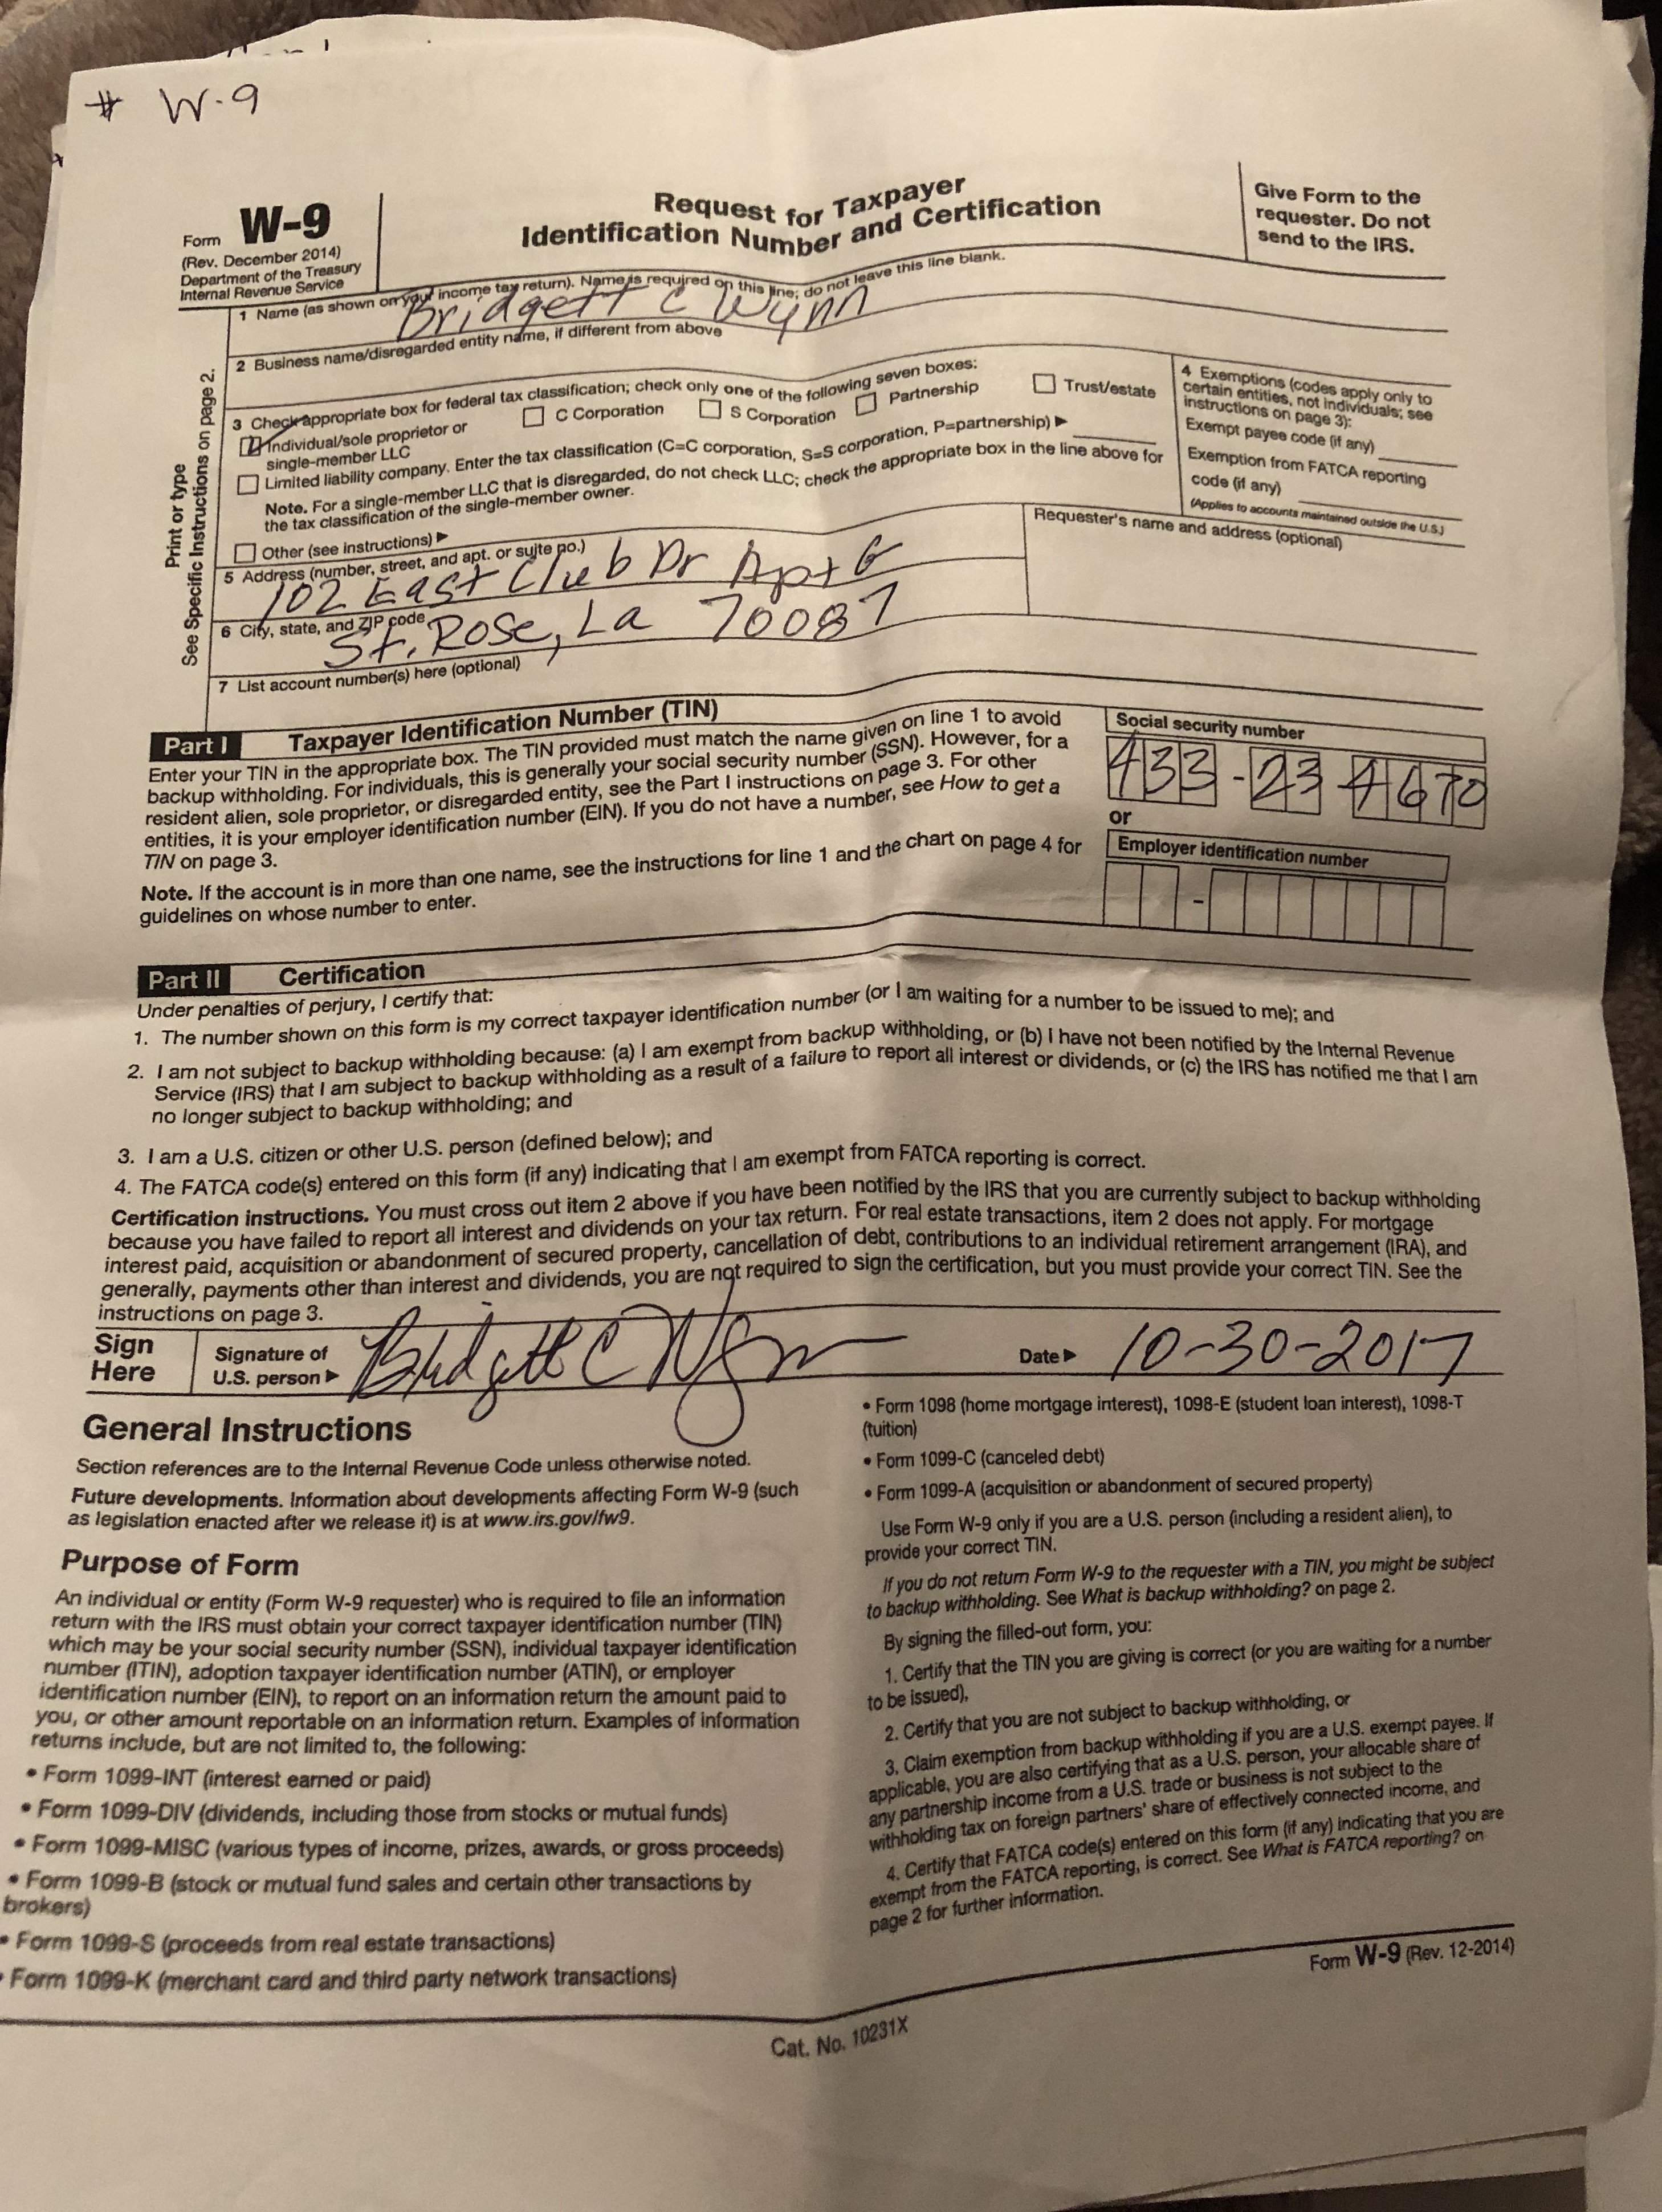 # W-9
Form W-9
(Rev. December 2014)
Department of the Treasury
Internal Revenue Service
Request for Taxpayer
Identification Number and Certification
Give Form to the
requester. Do not
send to the IRS.
Print or type
See Specific Instructions on page 2.
1 Name (as shown on your income tax return). Name is required on this line; do not leave this line blank.
Bridgett C Wynn
2 Business name/disregarded entity name, if different from above
3 Check appropriate box for federal tax classification; check only one of the following seven boxes:
Individual/sole proprietor or
single-member LLC
C Corporation
S Corporation
Partnership
Trust/estate
Limited liability company. Enter the tax classification (C=C corporation, S=S corporation, P=partnership) ▶
Note. For a single-member LLC that is disregarded, do not check LLC; check the appropriate box in the line above for
the tax classification of the single-member owner.
Other (see instructions) ▶
4 Exemptions (codes apply only to
certain entities, not individuals; see
instructions on page 3):
Exempt payee code (if any)
Exemption from FATCA reporting
code (if any)
(Applies to accounts maintained outside the U.S.)
5 Address (number, street, and apt. or suite no.)
102 East Club Dr Apt G
Requester's name and address (optional)
6 City, state, and ZIP code
St. Rose, La 70087
7 List account number(s) here (optional)
Part I Taxpayer Identification Number (TIN)
Enter your TIN in the appropriate box. The TIN provided must match the name given on line 1 to avoid
backup withholding. For individuals, this is generally your social security number (SSN). However, for a
resident alien, sole proprietor, or disregarded entity, see the Part I instructions on page 3. For other
entities, it is your employer identification number (EIN). If you do not have a number, see How to get a
TIN on page 3.
Note. If the account is in more than one name, see the instructions for line 1 and the chart on page 4 for
guidelines on whose number to enter.
Social security number
[SSN redacted]
or
Employer identification number
-
Part II Certification
Under penalties of perjury, I certify that:
1. The number shown on this form is my correct taxpayer identification number (or I am waiting for a number to be issued to me); and
2. I am not subject to backup withholding because: (a) I am exempt from backup withholding, or (b) I have not been notified by the Internal Revenue
Service (IRS) that I am subject to backup withholding as a result of a failure to report all interest or dividends, or (c) the IRS has notified me that I am
no longer subject to backup withholding; and
3. I am a U.S. citizen or other U.S. person (defined below); and
4. The FATCA code(s) entered on this form (if any) indicating that I am exempt from FATCA reporting is correct.
Certification instructions. You must cross out item 2 above if you have been notified by the IRS that you are currently subject to backup withholding
because you have failed to report all interest and dividends on your tax return. For real estate transactions, item 2 does not apply. For mortgage
interest paid, acquisition or abandonment of secured property, cancellation of debt, contributions to an individual retirement arrangement (IRA), and
generally, payments other than interest and dividends, you are not required to sign the certification, but you must provide your correct TIN. See the
instructions on page 3.
Sign
Here
Signature of
U.S. person ▶
Bridgett C Wynn
Date ▶ 10-30-2017
General Instructions
Section references are to the Internal Revenue Code unless otherwise noted.
Future developments. Information about developments affecting Form W-9 (such
as legislation enacted after we release it) is at www.irs.gov/fw9.
Purpose of Form
An individual or entity (Form W-9 requester) who is required to file an information
return with the IRS must obtain your correct taxpayer identification number (TIN)
which may be your social security number (SSN), individual taxpayer identification
number (ITIN), adoption taxpayer identification number (ATIN), or employer
identification number (EIN), to report on an information return the amount paid to
you, or other amount reportable on an information return. Examples of information
returns include, but are not limited to, the following:
• Form 1099-INT (interest earned or paid)
• Form 1099-DIV (dividends, including those from stocks or mutual funds)
• Form 1099-MISC (various types of income, prizes, awards, or gross proceeds)
• Form 1099-B (stock or mutual fund sales and certain other transactions by
brokers)
• Form 1099-S (proceeds from real estate transactions)
• Form 1099-K (merchant card and third party network transactions)
• Form 1098 (home mortgage interest), 1098-E (student loan interest), 1098-T
(tuition)
• Form 1099-C (canceled debt)
• Form 1099-A (acquisition or abandonment of secured property)
Use Form W-9 only if you are a U.S. person (including a resident alien), to
provide your correct TIN.
If you do not return Form W-9 to the requester with a TIN, you might be subject
to backup withholding. See What is backup withholding? on page 2.
By signing the filled-out form, you:
1. Certify that the TIN you are giving is correct (or you are waiting for a number
to be issued),
2. Certify that you are not subject to backup withholding, or
3. Claim exemption from backup withholding if you are a U.S. exempt payee. If
applicable, you are also certifying that as a U.S. person, your allocable share of
any partnership income from a U.S. trade or business is not subject to the
withholding tax on foreign partners' share of effectively connected income, and
4. Certify that FATCA code(s) entered on this form (if any) indicating that you are
exempt from the FATCA reporting, is correct. See What is FATCA reporting? on
page 2 for further information.
Cat. No. 10231X
Form W-9 (Rev. 12-2014)